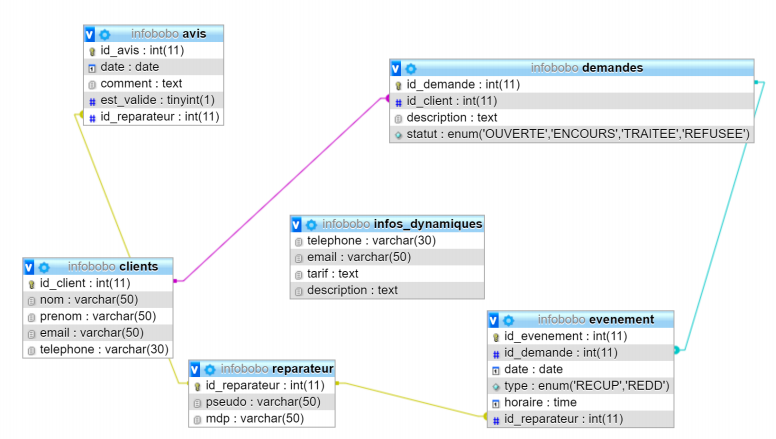 infobobo avis
id_avis : int(11)
date : date
comment : text
est_valide : tinyint(1)
id_reparateur : int(11)
infobobo demandes
id_demande : int(11)
id_client : int(11)
description : text
statut : enum('OUVERTE','ENCOURS','TRAITEE','REFUSEE')
infobobo infos_dynamiques
telephone : varchar(30)
email : varchar(50)
tarif : text
description : text
infobobo clients
id_client : int(11)
nom : varchar(50)
prenom : varchar(50)
email : varchar(50)
telephone : varchar(30)
infobobo reparateur
id_reparateur : int(11)
pseudo : varchar(50)
mdp : varchar(50)
infobobo evenement
id_evenement : int(11)
id_demande : int(11)
date : date
type : enum('RECUP','REDD')
horaire : time
id_reparateur : int(11)